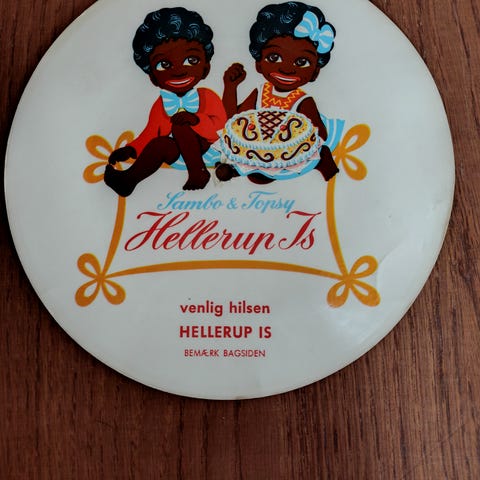 Sambo & Topsy
Hellerup Is
venlig hilsen
HELLERUP IS
BEMÆRK BAGSIDEN